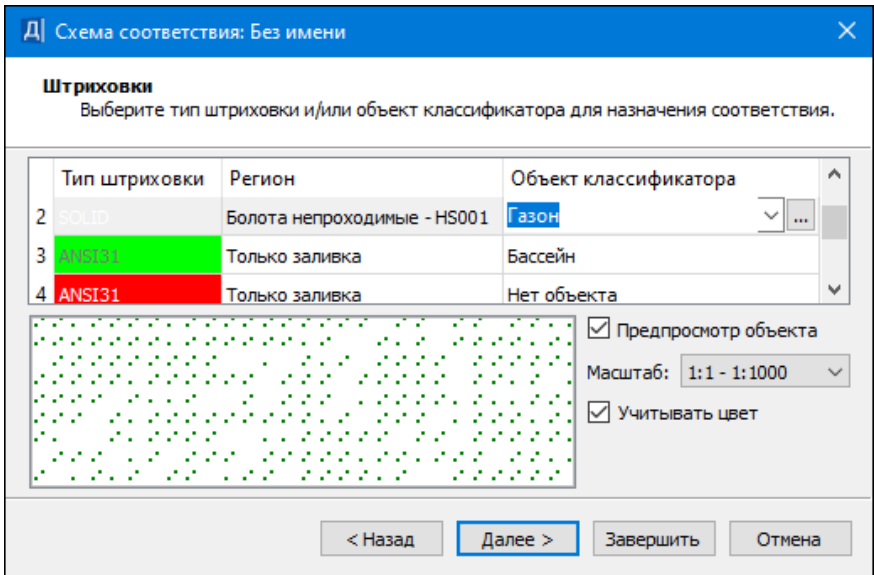 Д Схема соответствия: Без имени
Штриховки
Выберите тип штриховки и/или объект классификатора для назначения соответствия.
Тип штриховки Регион Объект классификатора
2 SOLID Болота непроходимые - HS001 Газон ...
3 ANSI31 Только заливка Бассейн
4 ANSI31 Только заливка Нет объекта
Предпросмотр объекта
Масштаб: 1:1 - 1:1000
Учитывать цвет
< Назад Далее > Завершить Отмена